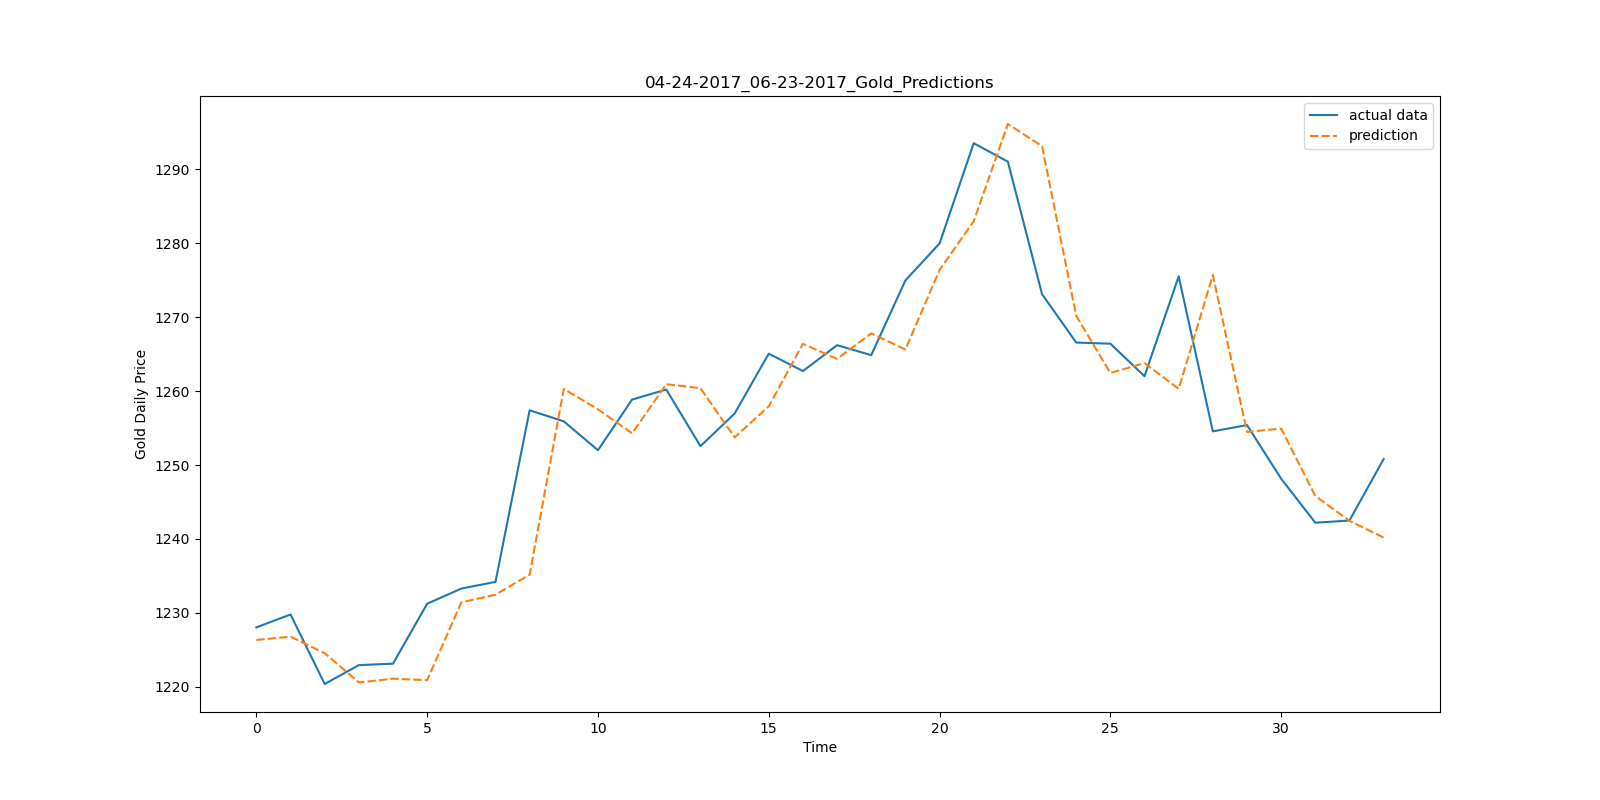 04-24-2017_06-23-2017_Gold_Predictions
actual data
prediction
1290
1280
1270
1260
1250
1240
1230
1220
Gold Daily Price
0 5 10 15 20 25 30
Time